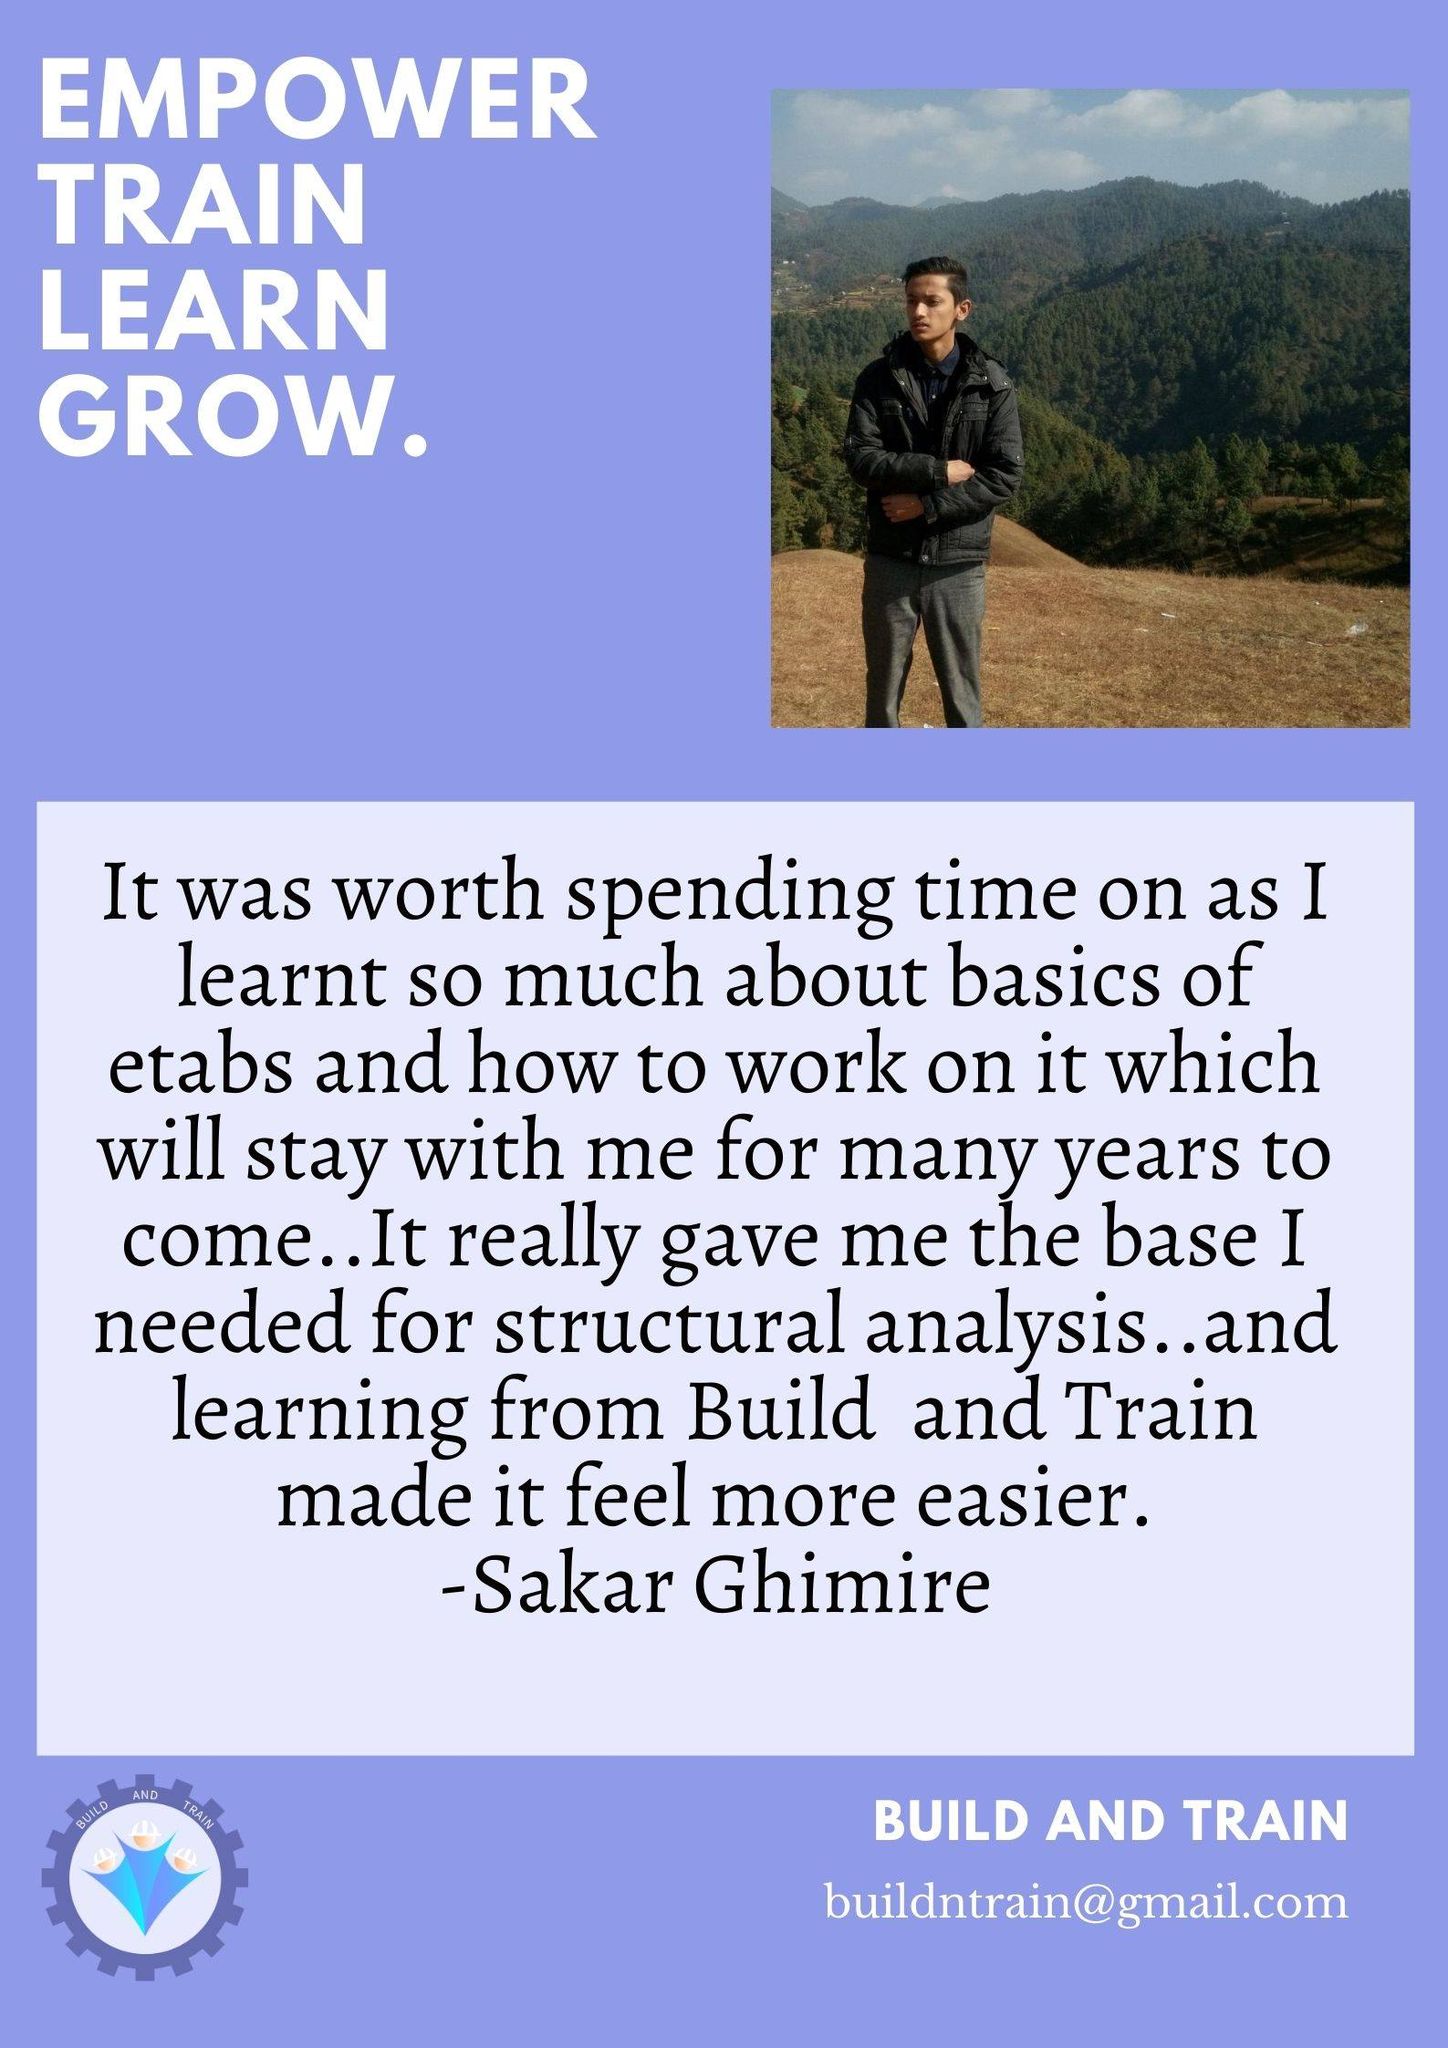 EMPOWER
TRAIN
LEARN
GROW.
It was worth spending time on as I
learnt so much about basics of
etabs and how to work on it which
will stay with me for many years to
come..It really gave me the base I
needed for structural analysis..and
learning from Build  and Train
made it feel more easier.
-Sakar Ghimire
BUILD AND TRAIN
BUILD AND TRAIN
buildntrain@gmail.com